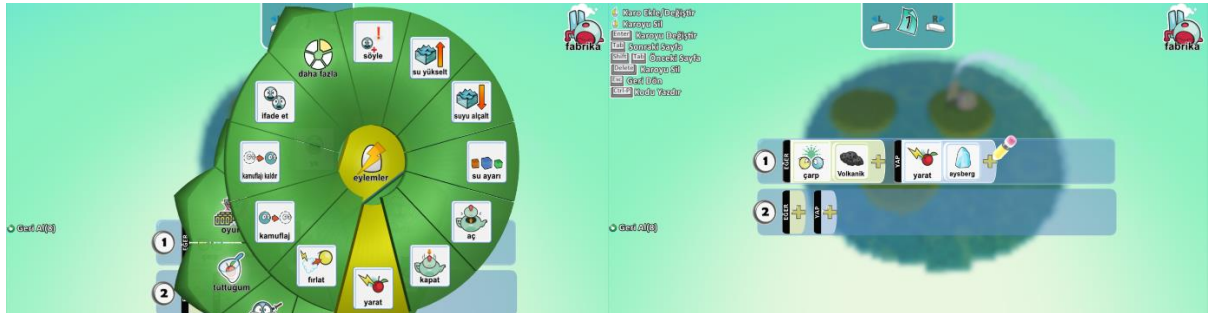 daha fazla
söyle
su yükselt
suyu alçalt
ifade et
kamuflajı kaldır
eylemler
su ayarı
kamuflaj
aç
fırlat
yarat
kapat
oyun
tuttuğum
Geri Al(X)
1
EĞER
2
fabrika
Karo Ekle/Değiştir
Karoyu Sil
Enter Karoyu Değiştir
Tab Sonraki Sayfa
Shift Tab Önceki Sayfa
Delete Karoyu Sil
Esc Geri Dön
Ctrl-P Kodu Yazdır
L 1 R
fabrika
1 EĞER çarp Volkanik YAP yarat aysberg
2 EĞER YAP
Geri Al(X)